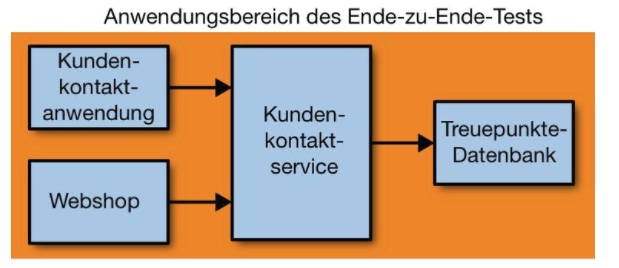 Anwendungsbereich des Ende-zu-Ende-Tests
Kunden-
kontakt-
anwendung
Webshop
Kunden-
kontakt-
service
Treuepunkte-
Datenbank